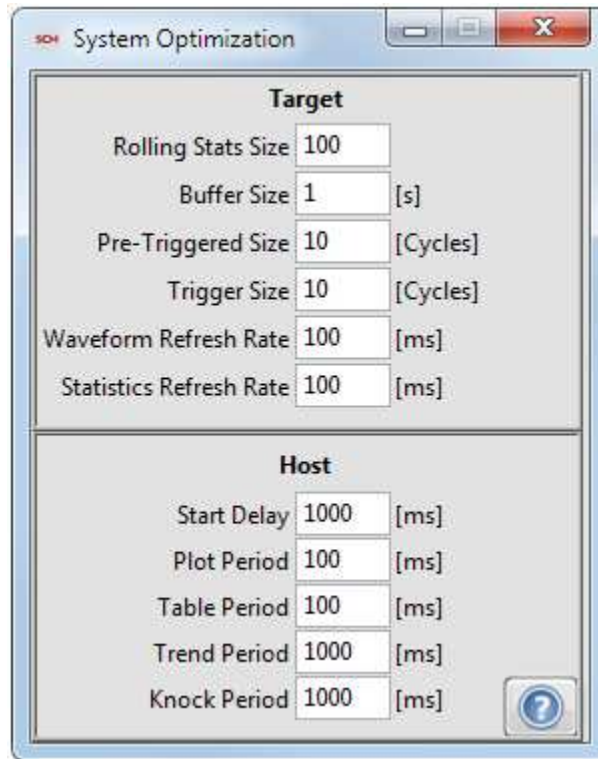 SCM System Optimization
Target
Rolling Stats Size 100
Buffer Size 1 [s]
Pre-Triggered Size 10 [Cycles]
Trigger Size 10 [Cycles]
Waveform Refresh Rate 100 [ms]
Statistics Refresh Rate 100 [ms]
Host
Start Delay 1000 [ms]
Plot Period 100 [ms]
Table Period 100 [ms]
Trend Period 1000 [ms]
Knock Period 1000 [ms]
?